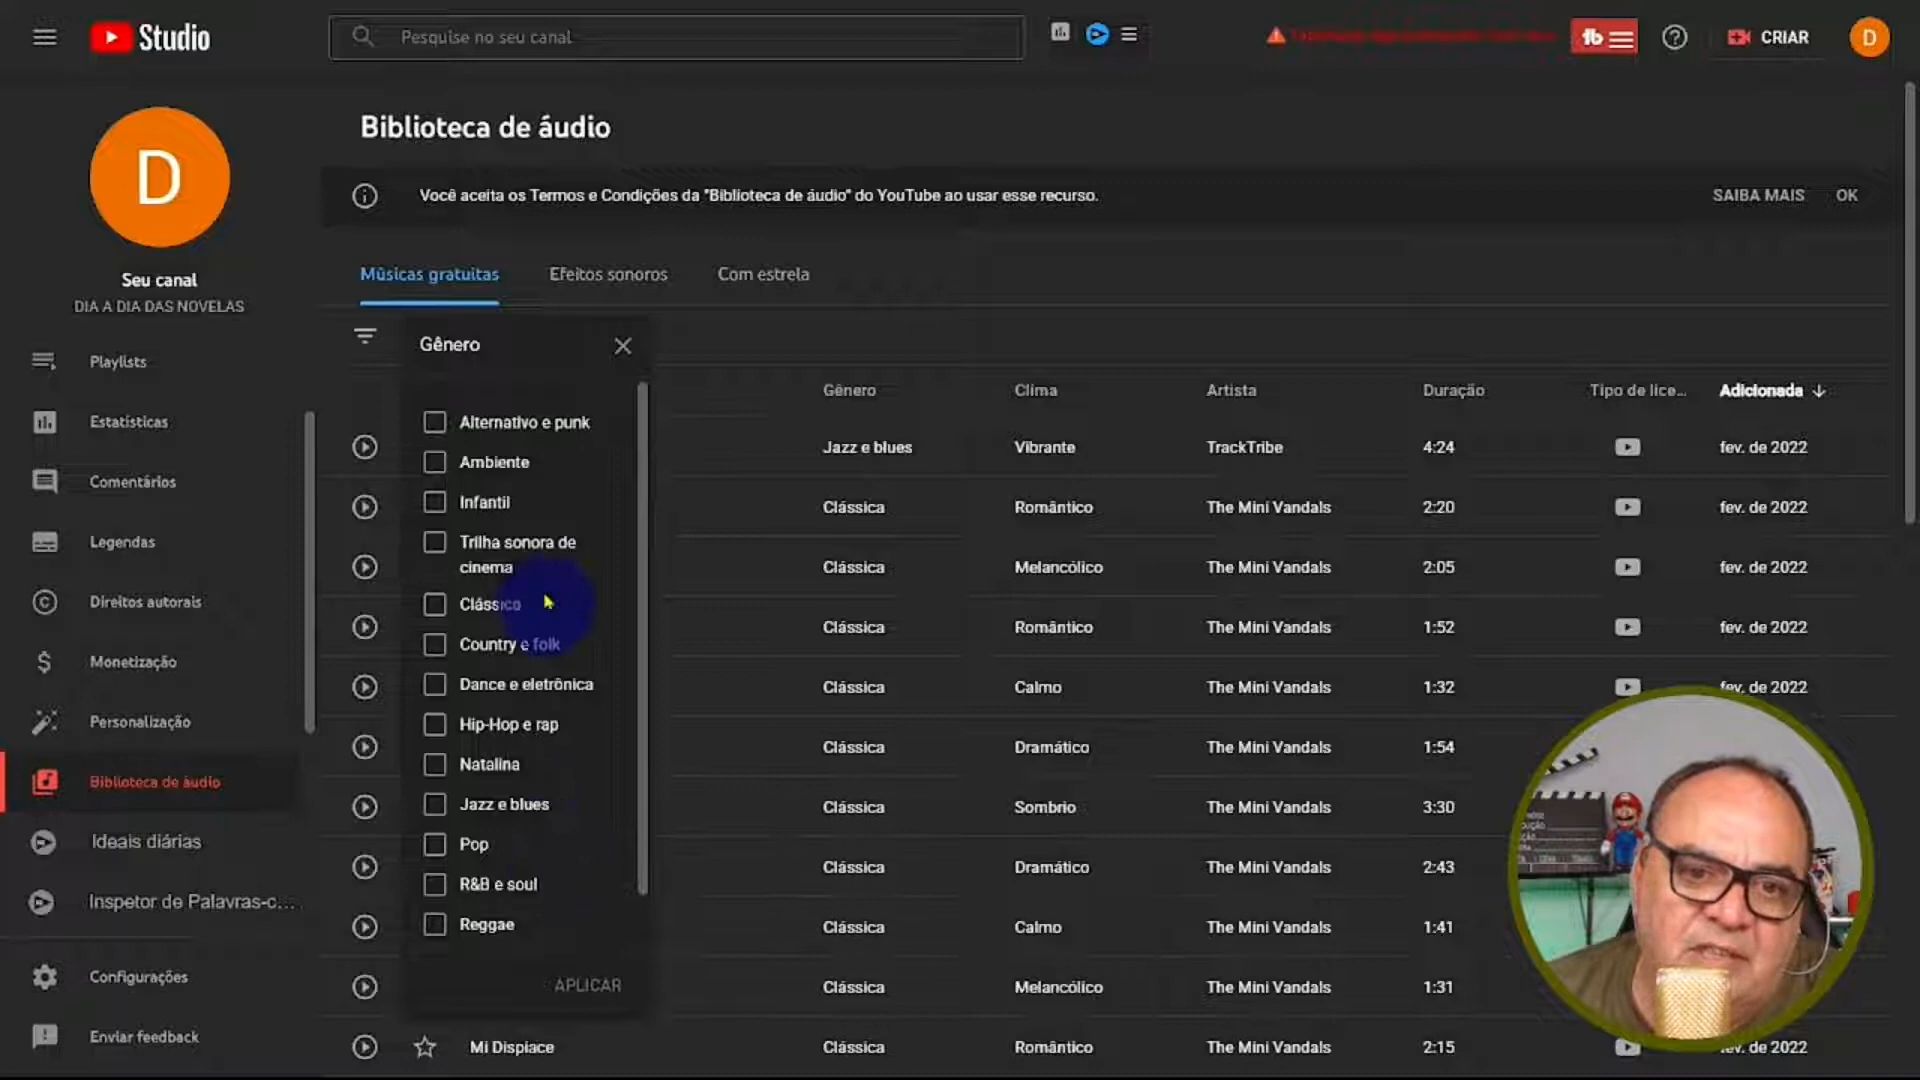 Studio
Pesquise no seu canal
CRIAR
D
D
Seu canal
DIA A DIA DAS NOVELAS
Playlists
Estatísticas
Comentários
Legendas
Direitos autorais
Monetização
Personalização
Biblioteca de áudio
Ideais diárias
Inspetor de Palavras-c...
Configurações
Enviar feedback
Biblioteca de áudio
Você aceita os Termos e Condições da "Biblioteca de áudio" do YouTube ao usar esse recurso.
SAIBA MAIS OK
Músicas gratuitas Efeitos sonoros Com estrela
Gênero
Alternativo e punk
Ambiente
Infantil
Trilha sonora de
cinema
Clássico
Country e folk
Dance e eletrônica
Hip-Hop e rap
Natalina
Jazz e blues
Pop
R&B e soul
Reggae
APLICAR
Gênero Clima Artista Duração Tipo de lice... Adicionada
Jazz e blues Vibrante TrackTribe 4:24 fev. de 2022
Clássica Romântico The Mini Vandals 2:20 fev. de 2022
Clássica Melancólico The Mini Vandals 2:05 fev. de 2022
Clássica Romântico The Mini Vandals 1:52 fev. de 2022
Clássica Calmo The Mini Vandals 1:32 fev. de 2022
Clássica Dramático The Mini Vandals 1:54
Clássica Sombrio The Mini Vandals 3:30
Clássica Dramático The Mini Vandals 2:43
Clássica Calmo The Mini Vandals 1:41
Clássica Melancólico The Mini Vandals 1:31
Mi Dispiace Clássica Romântico The Mini Vandals 2:15 fev. de 2022